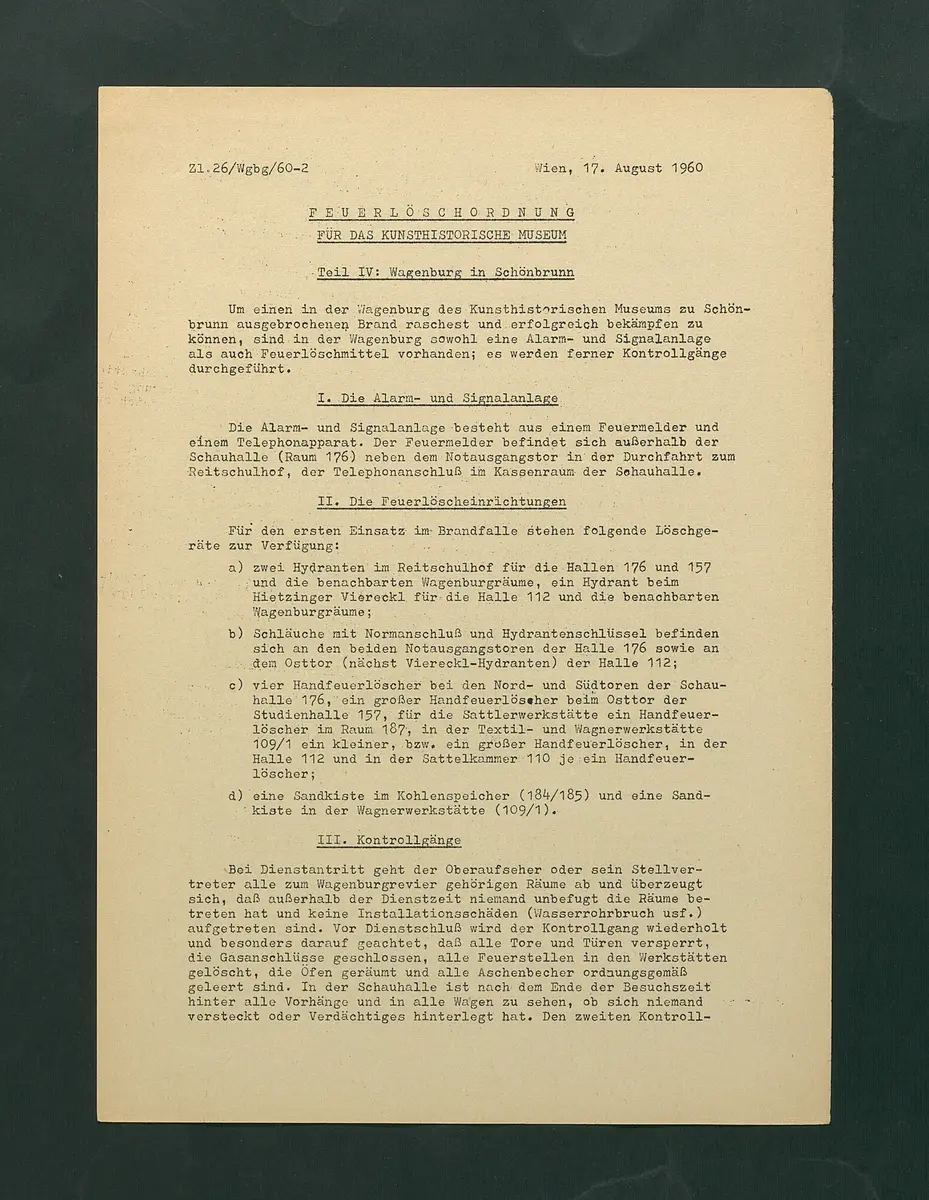 Zl.26/Wgbg/60-2 Wien, 17. August 1960
F E U E R L Ö S C H O R D N U N G
FÜR DAS KUNSTHISTORISCHE MUSEUM
Teil IV: Wagenburg in Schönbrunn
Um einen in der Wagenburg des Kunsthistorischen Museums zu Schön-
brunn ausgebrochenen Brand raschest und erfolgreich bekämpfen zu
können, sind in der Wagenburg sowohl eine Alarm- und Signalanlage
als auch Feuerlöschmittel vorhanden; es werden ferner Kontrollgänge
durchgeführt.
I. Die Alarm- und Signalanlage
Die Alarm- und Signalanlage besteht aus einem Feuermelder und
einem Telephonapparat. Der Feuermelder befindet sich außerhalb der
Schauhalle (Raum 176) neben dem Notausgangstor in der Durchfahrt zum
Reitschulhof, der Telephonanschluß im Kassenraum der Schauhalle.
II. Die Feuerlöscheinrichtungen
Für den ersten Einsatz im Brandfalle stehen folgende Löschge-
räte zur Verfügung:
a) zwei Hydranten im Reitschulhof für die Hallen 176 und 157
und die benachbarten Wagenburgräume, ein Hydrant beim
Hietzinger Viereckl für die Halle 112 und die benachbarten
Wagenburgräume;
b) Schläuche mit Normanschluß und Hydrantenschlüssel befinden
sich an den beiden Notausgangstoren der Halle 176 sowie an
dem Osttor (nächst Viereckl-Hydranten) der Halle 112;
c) vier Handfeuerlöscher bei den Nord- und Südtoren der Schau-
halle 176, ein großer Handfeuerlöscher beim Osttor der
Studienhalle 157, für die Sattlerwerkstätte ein Handfeuer-
löscher im Raum 187, in der Textil- und Wagnerwerkstätte
109/1 ein kleiner, bzw. ein großer Handfeuerlöscher, in der
Halle 112 und in der Sattelkammer 110 je ein Handfeuer-
löscher;
d) eine Sandkiste im Kohlenspeicher (184/185) und eine Sand-
kiste in der Wagnerwerkstätte (109/1).
III. Kontrollgänge
Bei Dienstantritt geht der Oberaufseher oder sein Stellver-
treter alle zum Wagenburgrevier gehörigen Räume ab und überzeugt
sich, daß außerhalb der Dienstzeit niemand unbefugt die Räume be-
treten hat und keine Installationsschäden (Wasserrohrbruch usf.)
aufgetreten sind. Vor Dienstschluß wird der Kontrollgang wiederholt
und besonders darauf geachtet, daß alle Tore und Türen versperrt,
die Gasanschlüsse geschlossen, alle Feuerstellen in den Werkstätten
gelöscht, die Öfen geräumt und alle Aschenbecher ordnungsgemäß
geleert sind. In der Schauhalle ist nach dem Ende der Besuchszeit
hinter alle Vorhänge und in alle Wagen zu sehen, ob sich niemand
versteckt oder Verdächtiges hinterlegt hat. Den zweiten Kontroll-